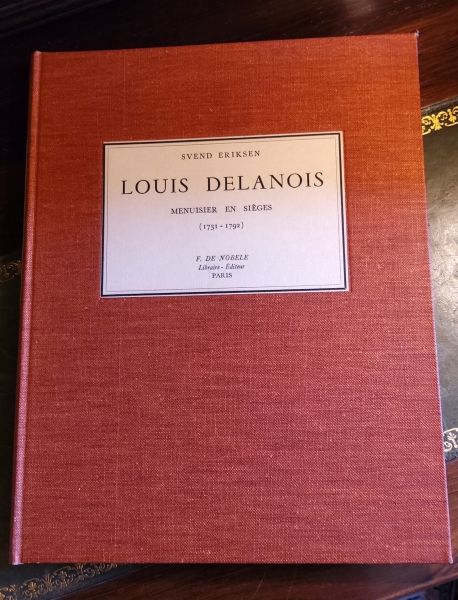 SVEND ERIKSEN
LOUIS DELANOIS
MENUISIER EN SIÈGES
(1731-1792)
F. DE NOBELE
Libraire-Éditeur
PARIS